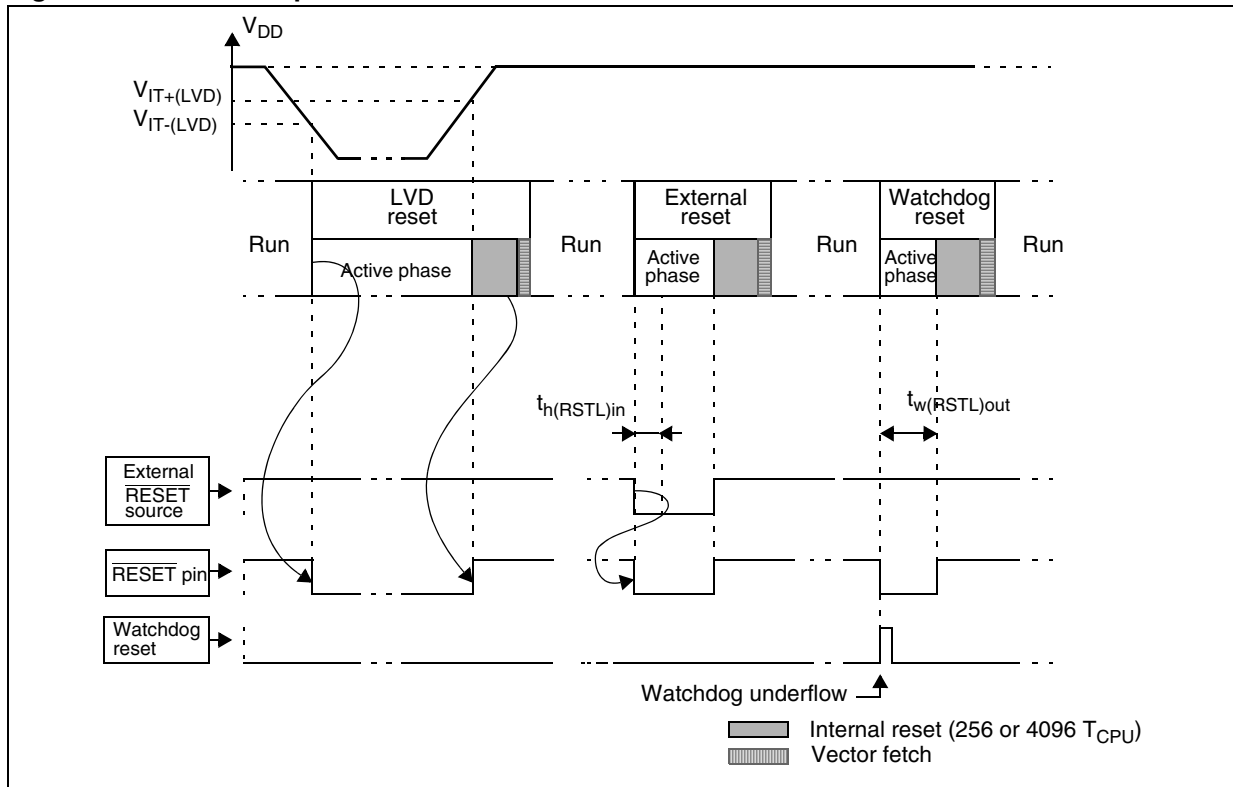 V_DD
V_IT+(LVD)
V_IT-(LVD)
LVD
reset
External
reset
Watchdog
reset
Run
Run
Run
Run
Active phase
Active
phase
Active
phase
t_h(RSTL)in
t_w(RSTL)out
External
RESET
source
RESET pin
Watchdog
reset
Watchdog underflow
Internal reset (256 or 4096 T_CPU)
Vector fetch